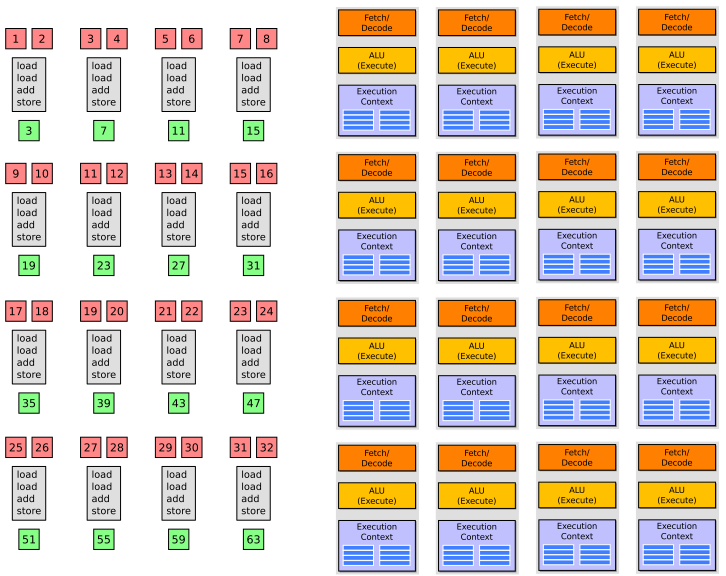 1 2 3 4 5 6 7 8
load load load load
load load load load
add add add add
store store store store
3 7 11 15
9 10 11 12 13 14 15 16
load load load load
load load load load
add add add add
store store store store
19 23 27 31
17 18 19 20 21 22 23 24
load load load load
load load load load
add add add add
store store store store
35 39 43 47
25 26 27 28 29 30 31 32
load load load load
load load load load
add add add add
store store store store
51 55 59 63
Fetch/ Fetch/ Fetch/ Fetch/
Decode Decode Decode Decode
ALU ALU ALU ALU
(Execute) (Execute) (Execute) (Execute)
Execution Execution Execution Execution
Context Context Context Context
Fetch/ Fetch/ Fetch/ Fetch/
Decode Decode Decode Decode
ALU ALU ALU ALU
(Execute) (Execute) (Execute) (Execute)
Execution Execution Execution Execution
Context Context Context Context
Fetch/ Fetch/ Fetch/ Fetch/
Decode Decode Decode Decode
ALU ALU ALU ALU
(Execute) (Execute) (Execute) (Execute)
Execution Execution Execution Execution
Context Context Context Context
Fetch/ Fetch/ Fetch/ Fetch/
Decode Decode Decode Decode
ALU ALU ALU ALU
(Execute) (Execute) (Execute) (Execute)
Execution Execution Execution Execution
Context Context Context Context